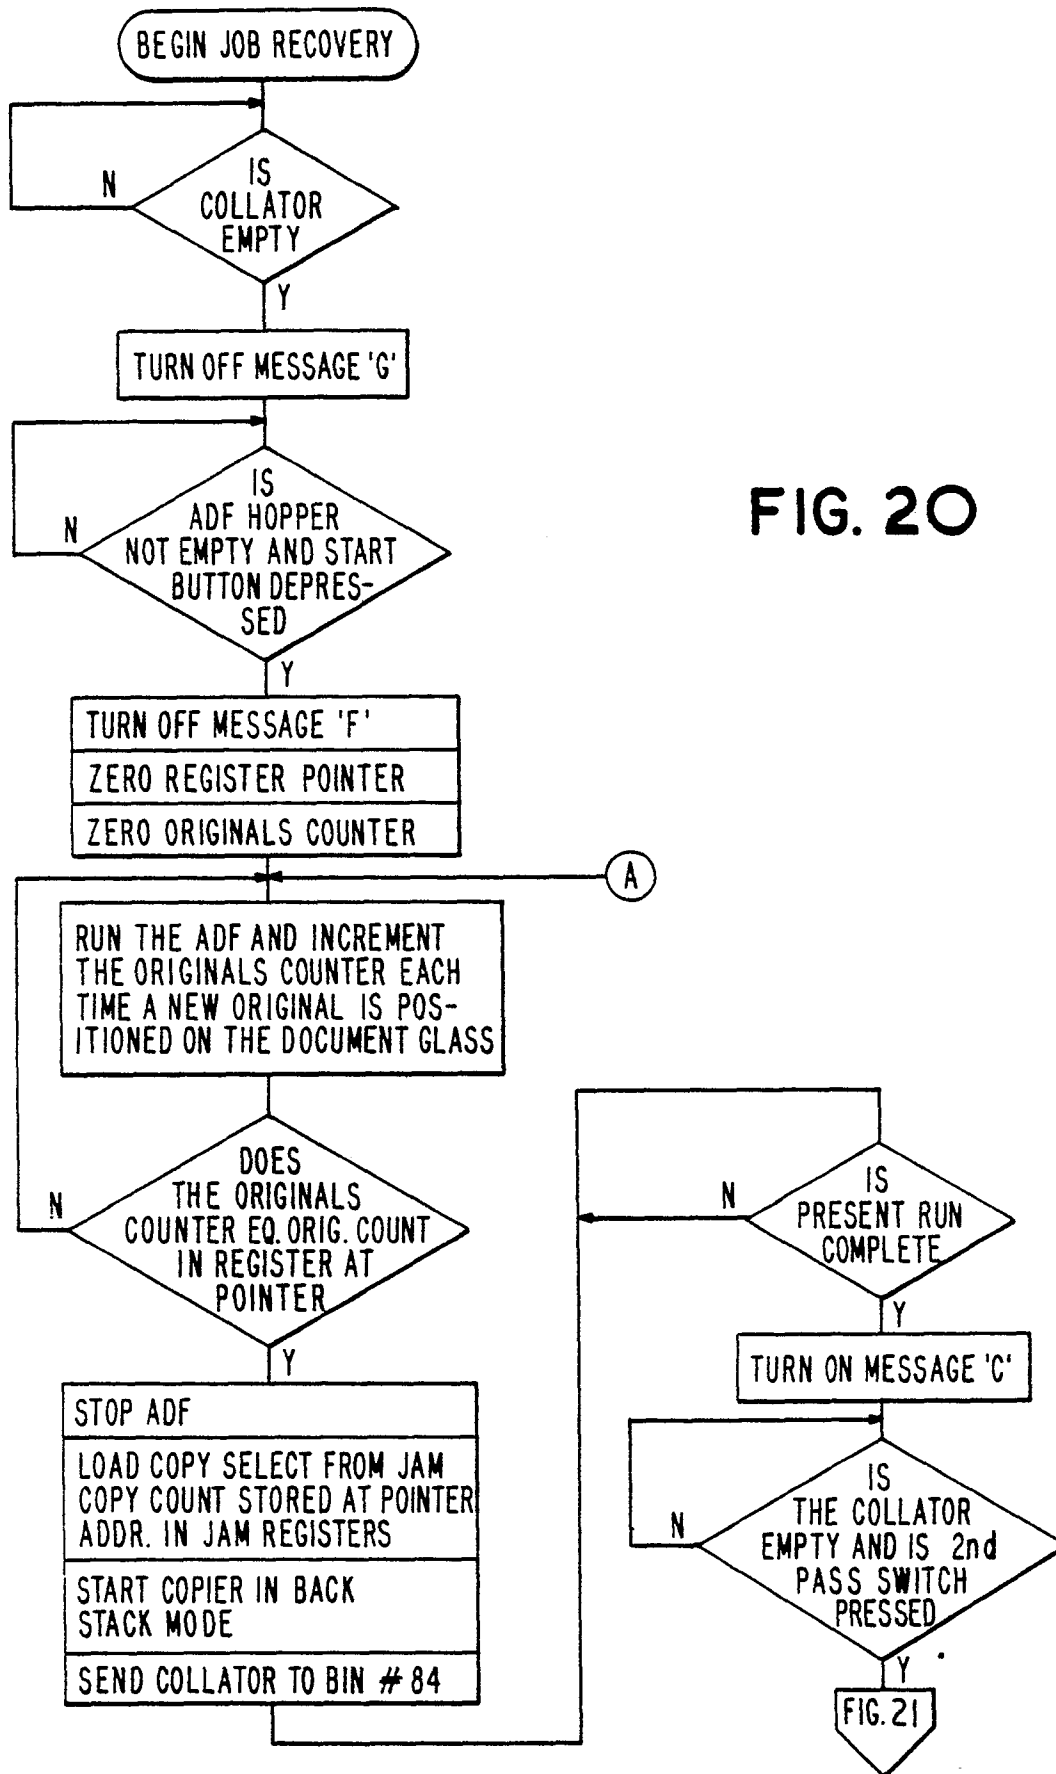 BEGIN JOB RECOVERY
IS
COLLATOR
EMPTY
N
Y
TURN OFF MESSAGE 'G'
IS
ADF HOPPER
NOT EMPTY AND START
BUTTON DEPRES-
SED
N
Y
FIG. 20
TURN OFF MESSAGE 'F'
ZERO REGISTER POINTER
ZERO ORIGINALS COUNTER
A
RUN THE ADF AND INCREMENT
THE ORIGINALS COUNTER EACH
TIME A NEW ORIGINAL IS POS-
ITIONED ON THE DOCUMENT GLASS
DOES
THE ORIGINALS
COUNTER EQ. ORIG. COUNT
IN REGISTER AT
POINTER
N
Y
STOP ADF
LOAD COPY SELECT FROM JAM
COPY COUNT STORED AT POINTER
ADDR. IN JAM REGISTERS
START COPIER IN BACK
STACK MODE
SEND COLLATOR TO BIN # 84
IS
PRESENT RUN
COMPLETE
N
Y
TURN ON MESSAGE 'C'
IS
THE COLLATOR
EMPTY AND IS 2nd
PASS SWITCH
PRESSED
N
Y
FIG. 21